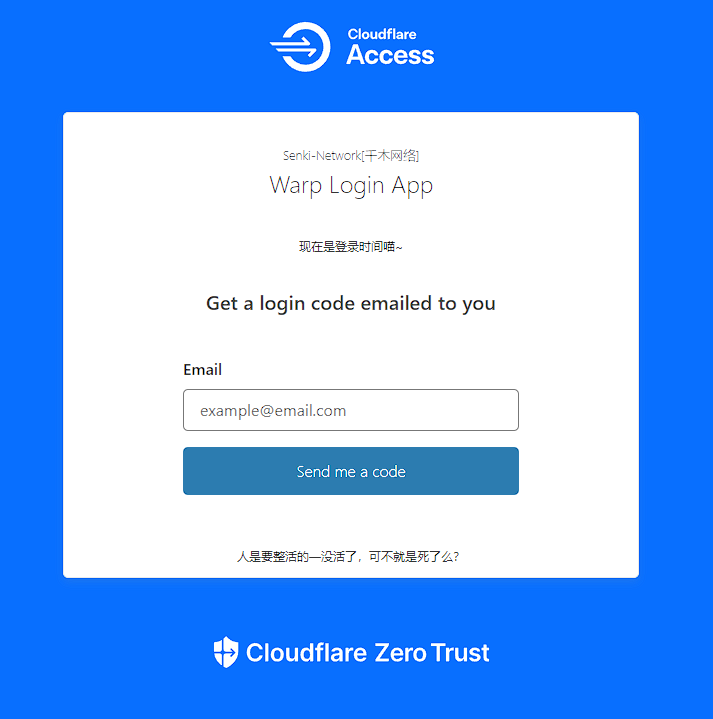 Cloudflare
Access
Senki-Network[千木网络]
Warp Login App
现在是登录时间喵~
Get a login code emailed to you
Email
example@email.com
Send me a code
人是要整活的—没活了，可不就是死了么？
Cloudflare Zero Trust